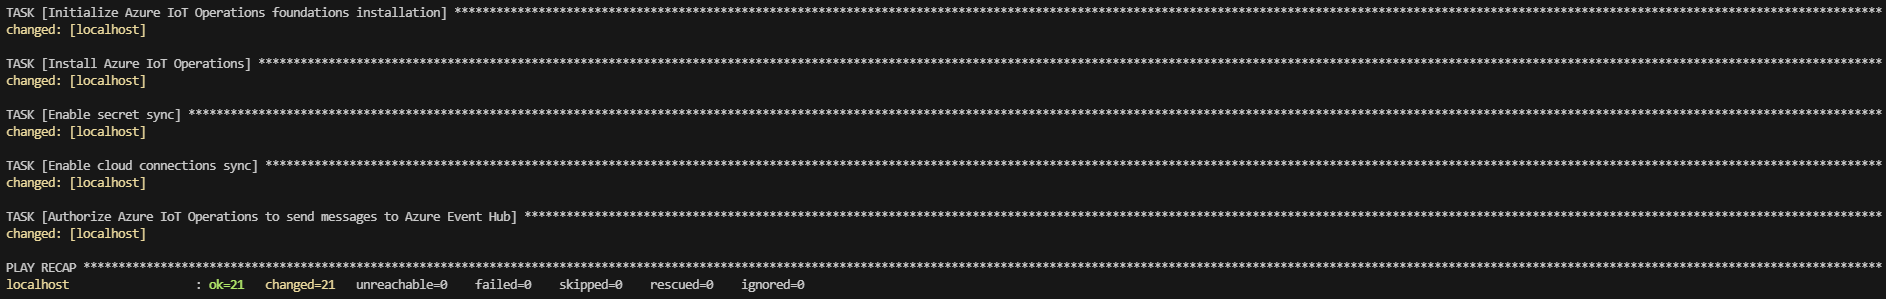 TASK [Initialize Azure IoT Operations foundations installation] ****************************************************************************************************************************************************************************************************************
changed: [localhost]
TASK [Install Azure IoT Operations] ********************************************************************************************************************************************************************************************************************************************
changed: [localhost]
TASK [Enable secret sync] ******************************************************************************************************************************************************************************************************************************************************
changed: [localhost]
TASK [Enable cloud connections sync] *******************************************************************************************************************************************************************************************************************************************
changed: [localhost]
TASK [Authorize Azure IoT Operations to send messages to Azure Event Hub] ******************************************************************************************************************************************************************************************************
changed: [localhost]
PLAY RECAP *********************************************************************************************************************************************************************************************************************************************************************
localhost : ok=21 changed=21 unreachable=0 failed=0 skipped=0 rescued=0 ignored=0